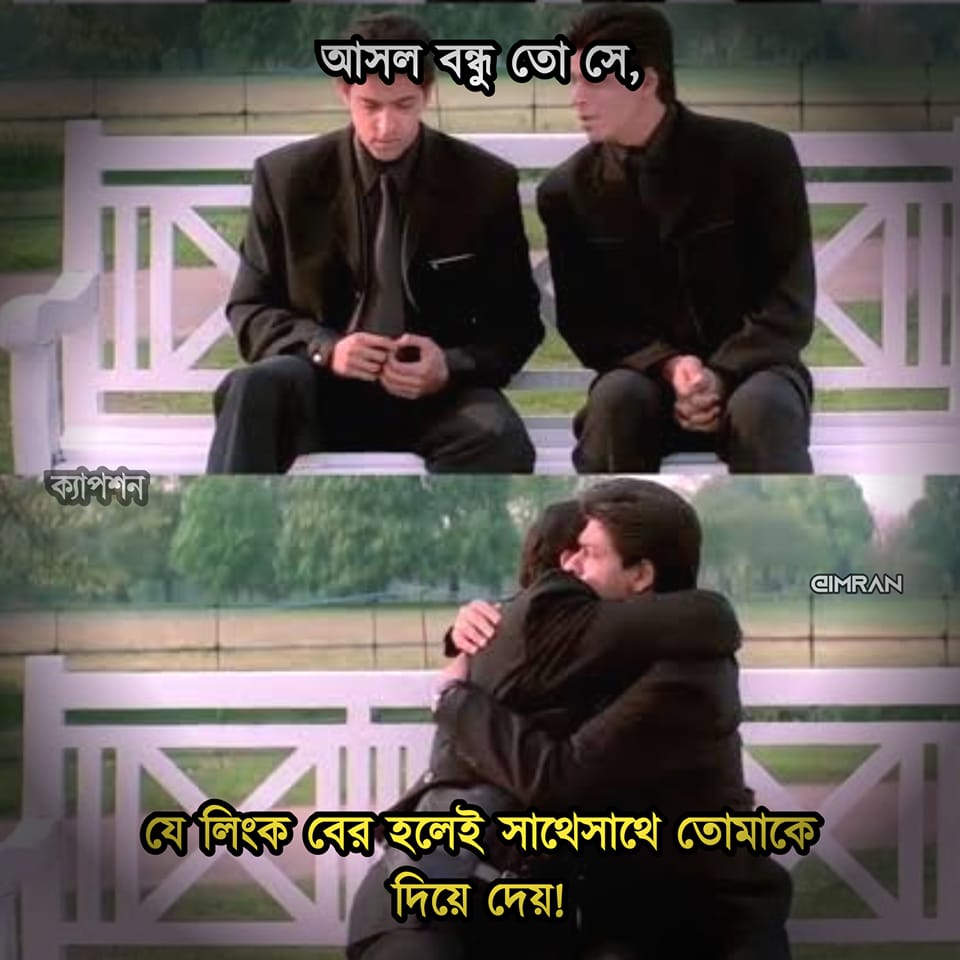 আসল বন্ধু তো সে,
ক্যাপশন
@IMRAN
যে লিংক বের হলেই সাথেসাথে তোমাকে
দিয়ে দেয়!